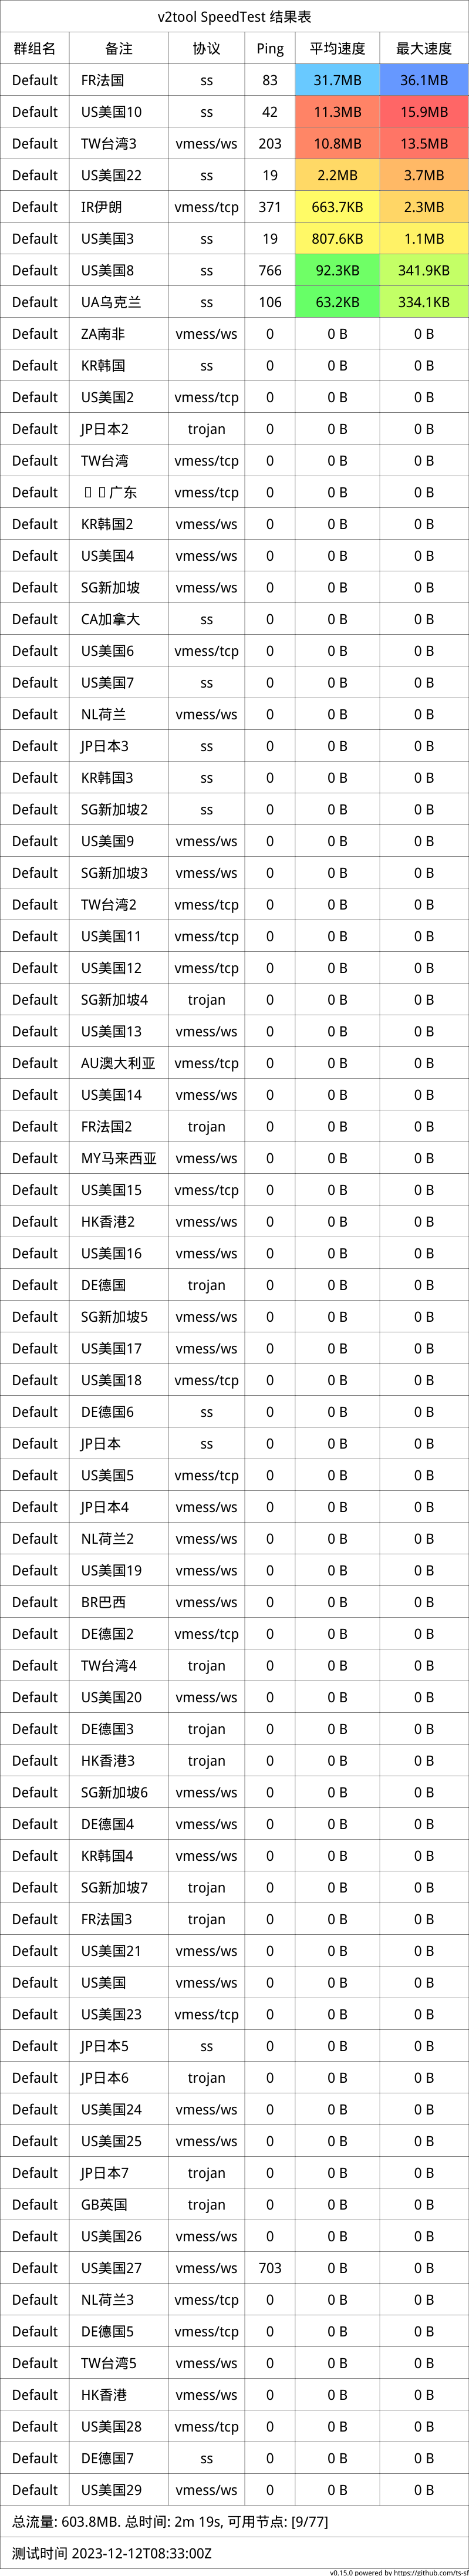 v2tool SpeedTest 结果表
群组名 备注 协议 Ping 平均速度 最大速度
Default FR法国 ss 83 31.7MB 36.1MB
Default US美国10 ss 42 11.3MB 15.9MB
Default TW台湾3 vmess/ws 203 10.8MB 13.5MB
Default US美国22 ss 19 2.2MB 3.7MB
Default IR伊朗 vmess/tcp 371 663.7KB 2.3MB
Default US美国3 ss 19 807.6KB 1.1MB
Default US美国8 ss 766 92.3KB 341.9KB
Default UA乌克兰 ss 106 63.2KB 334.1KB
Default ZA南非 vmess/ws 0 0 B 0 B
Default KR韩国 ss 0 0 B 0 B
Default US美国2 vmess/tcp 0 0 B 0 B
Default JP日本2 trojan 0 0 B 0 B
Default TW台湾 vmess/tcp 0 0 B 0 B
Default 广东 vmess/tcp 0 0 B 0 B
Default KR韩国2 vmess/ws 0 0 B 0 B
Default US美国4 vmess/ws 0 0 B 0 B
Default SG新加坡 vmess/ws 0 0 B 0 B
Default CA加拿大 ss 0 0 B 0 B
Default US美国6 vmess/tcp 0 0 B 0 B
Default US美国7 ss 0 0 B 0 B
Default NL荷兰 vmess/ws 0 0 B 0 B
Default JP日本3 ss 0 0 B 0 B
Default KR韩国3 ss 0 0 B 0 B
Default SG新加坡2 ss 0 0 B 0 B
Default US美国9 vmess/ws 0 0 B 0 B
Default SG新加坡3 vmess/ws 0 0 B 0 B
Default TW台湾2 vmess/tcp 0 0 B 0 B
Default US美国11 vmess/tcp 0 0 B 0 B
Default US美国12 vmess/tcp 0 0 B 0 B
Default SG新加坡4 trojan 0 0 B 0 B
Default US美国13 vmess/ws 0 0 B 0 B
Default AU澳大利亚 vmess/tcp 0 0 B 0 B
Default US美国14 vmess/ws 0 0 B 0 B
Default FR法国2 trojan 0 0 B 0 B
Default MY马来西亚 vmess/ws 0 0 B 0 B
Default US美国15 vmess/tcp 0 0 B 0 B
Default HK香港2 vmess/ws 0 0 B 0 B
Default US美国16 vmess/ws 0 0 B 0 B
Default DE德国 trojan 0 0 B 0 B
Default SG新加坡5 vmess/ws 0 0 B 0 B
Default US美国17 vmess/ws 0 0 B 0 B
Default US美国18 vmess/tcp 0 0 B 0 B
Default DE德国6 ss 0 0 B 0 B
Default JP日本 ss 0 0 B 0 B
Default US美国5 vmess/tcp 0 0 B 0 B
Default JP日本4 vmess/ws 0 0 B 0 B
Default NL荷兰2 vmess/ws 0 0 B 0 B
Default US美国19 vmess/ws 0 0 B 0 B
Default BR巴西 vmess/ws 0 0 B 0 B
Default DE德国2 vmess/tcp 0 0 B 0 B
Default TW台湾4 trojan 0 0 B 0 B
Default US美国20 vmess/ws 0 0 B 0 B
Default DE德国3 trojan 0 0 B 0 B
Default HK香港3 trojan 0 0 B 0 B
Default SG新加坡6 vmess/ws 0 0 B 0 B
Default DE德国4 vmess/ws 0 0 B 0 B
Default KR韩国4 vmess/ws 0 0 B 0 B
Default SG新加坡7 trojan 0 0 B 0 B
Default FR法国3 trojan 0 0 B 0 B
Default US美国21 vmess/ws 0 0 B 0 B
Default US美国 vmess/ws 0 0 B 0 B
Default US美国23 vmess/tcp 0 0 B 0 B
Default JP日本5 ss 0 0 B 0 B
Default JP日本6 trojan 0 0 B 0 B
Default US美国24 vmess/ws 0 0 B 0 B
Default US美国25 vmess/ws 0 0 B 0 B
Default JP日本7 trojan 0 0 B 0 B
Default GB英国 trojan 0 0 B 0 B
Default US美国26 vmess/ws 0 0 B 0 B
Default US美国27 vmess/ws 703 0 B 0 B
Default NL荷兰3 vmess/tcp 0 0 B 0 B
Default DE德国5 vmess/tcp 0 0 B 0 B
Default TW台湾5 vmess/ws 0 0 B 0 B
Default HK香港 vmess/ws 0 0 B 0 B
Default US美国28 vmess/tcp 0 0 B 0 B
Default DE德国7 ss 0 0 B 0 B
Default US美国29 vmess/ws 0 0 B 0 B
总流量: 603.8MB. 总时间: 2m 19s, 可用节点: [9/77]
测试时间 2023-12-12T08:33:00Z
v0.15.0 powered by https://github.com/ts-sf